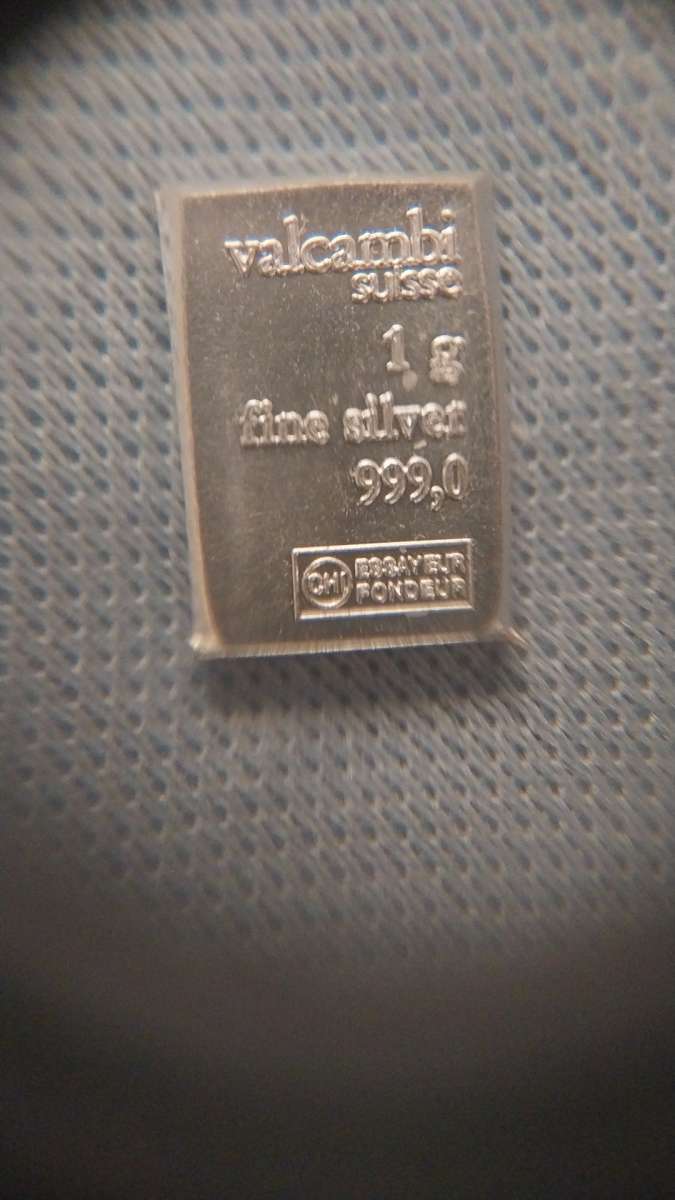 valcambi
suisse
1 g
fine silver
999,0
CHI ESSAYEUR
FONDEUR